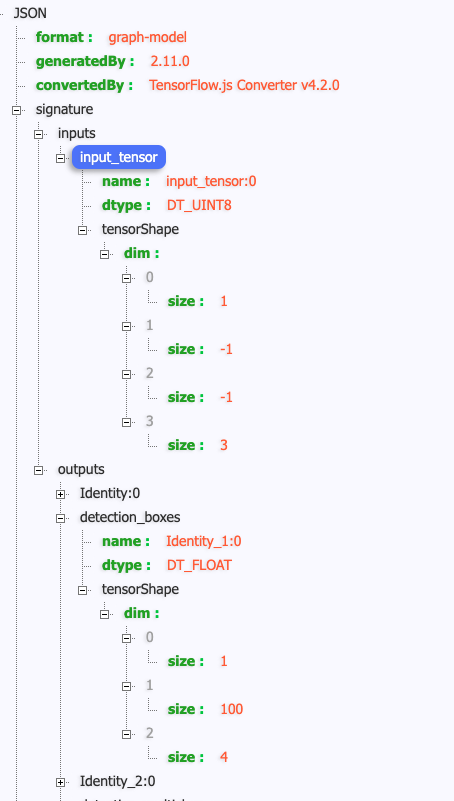 JSON
format : graph-model
generatedBy : 2.11.0
convertedBy : TensorFlow.js Converter v4.2.0
signature
inputs
input_tensor
name : input_tensor:0
dtype : DT_UINT8
tensorShape
dim :
0
size : 1
1
size : -1
2
size : -1
3
size : 3
outputs
Identity:0
detection_boxes
name : Identity_1:0
dtype : DT_FLOAT
tensorShape
dim :
0
size : 1
1
size : 100
2
size : 4
Identity_2:0